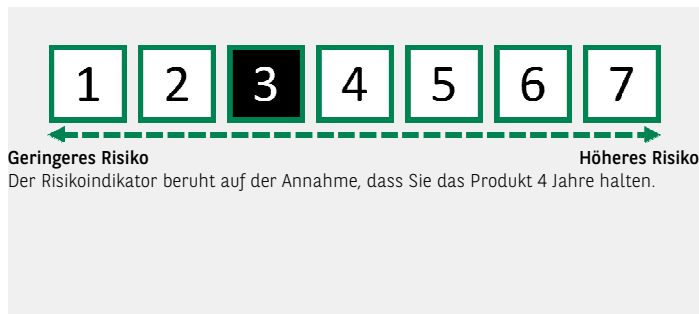 1 2 3 4 5 6 7
Geringeres Risiko Höheres Risiko
Der Risikoindikator beruht auf der Annahme, dass Sie das Produkt 4 Jahre halten.